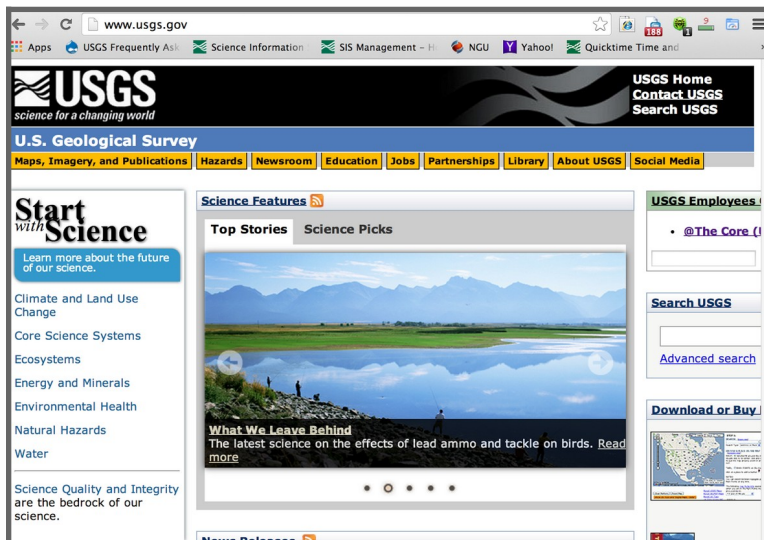 www.usgs.gov
188
1
2
Apps
USGS Frequently Ask
Science Information
SIS Management – H
NGU
Yahoo!
Quicktime Time and
USGS
science for a changing world
USGS Home
Contact USGS
Search USGS
U.S. Geological Survey
Maps, Imagery, and Publications
Hazards
Newsroom
Education
Jobs
Partnerships
Library
About USGS
Social Media
Start
with Science
Learn more about the future
of our science.
Climate and Land Use
Change
Core Science Systems
Ecosystems
Energy and Minerals
Environmental Health
Natural Hazards
Water
Science Quality and Integrity
are the bedrock of our
science.
Science Features
Top Stories
Science Picks
What We Leave Behind
The latest science on the effects of lead ammo and tackle on birds. Read
more
News Releases
USGS Employees
@The Core (
Search USGS
Advanced search
Download or Buy